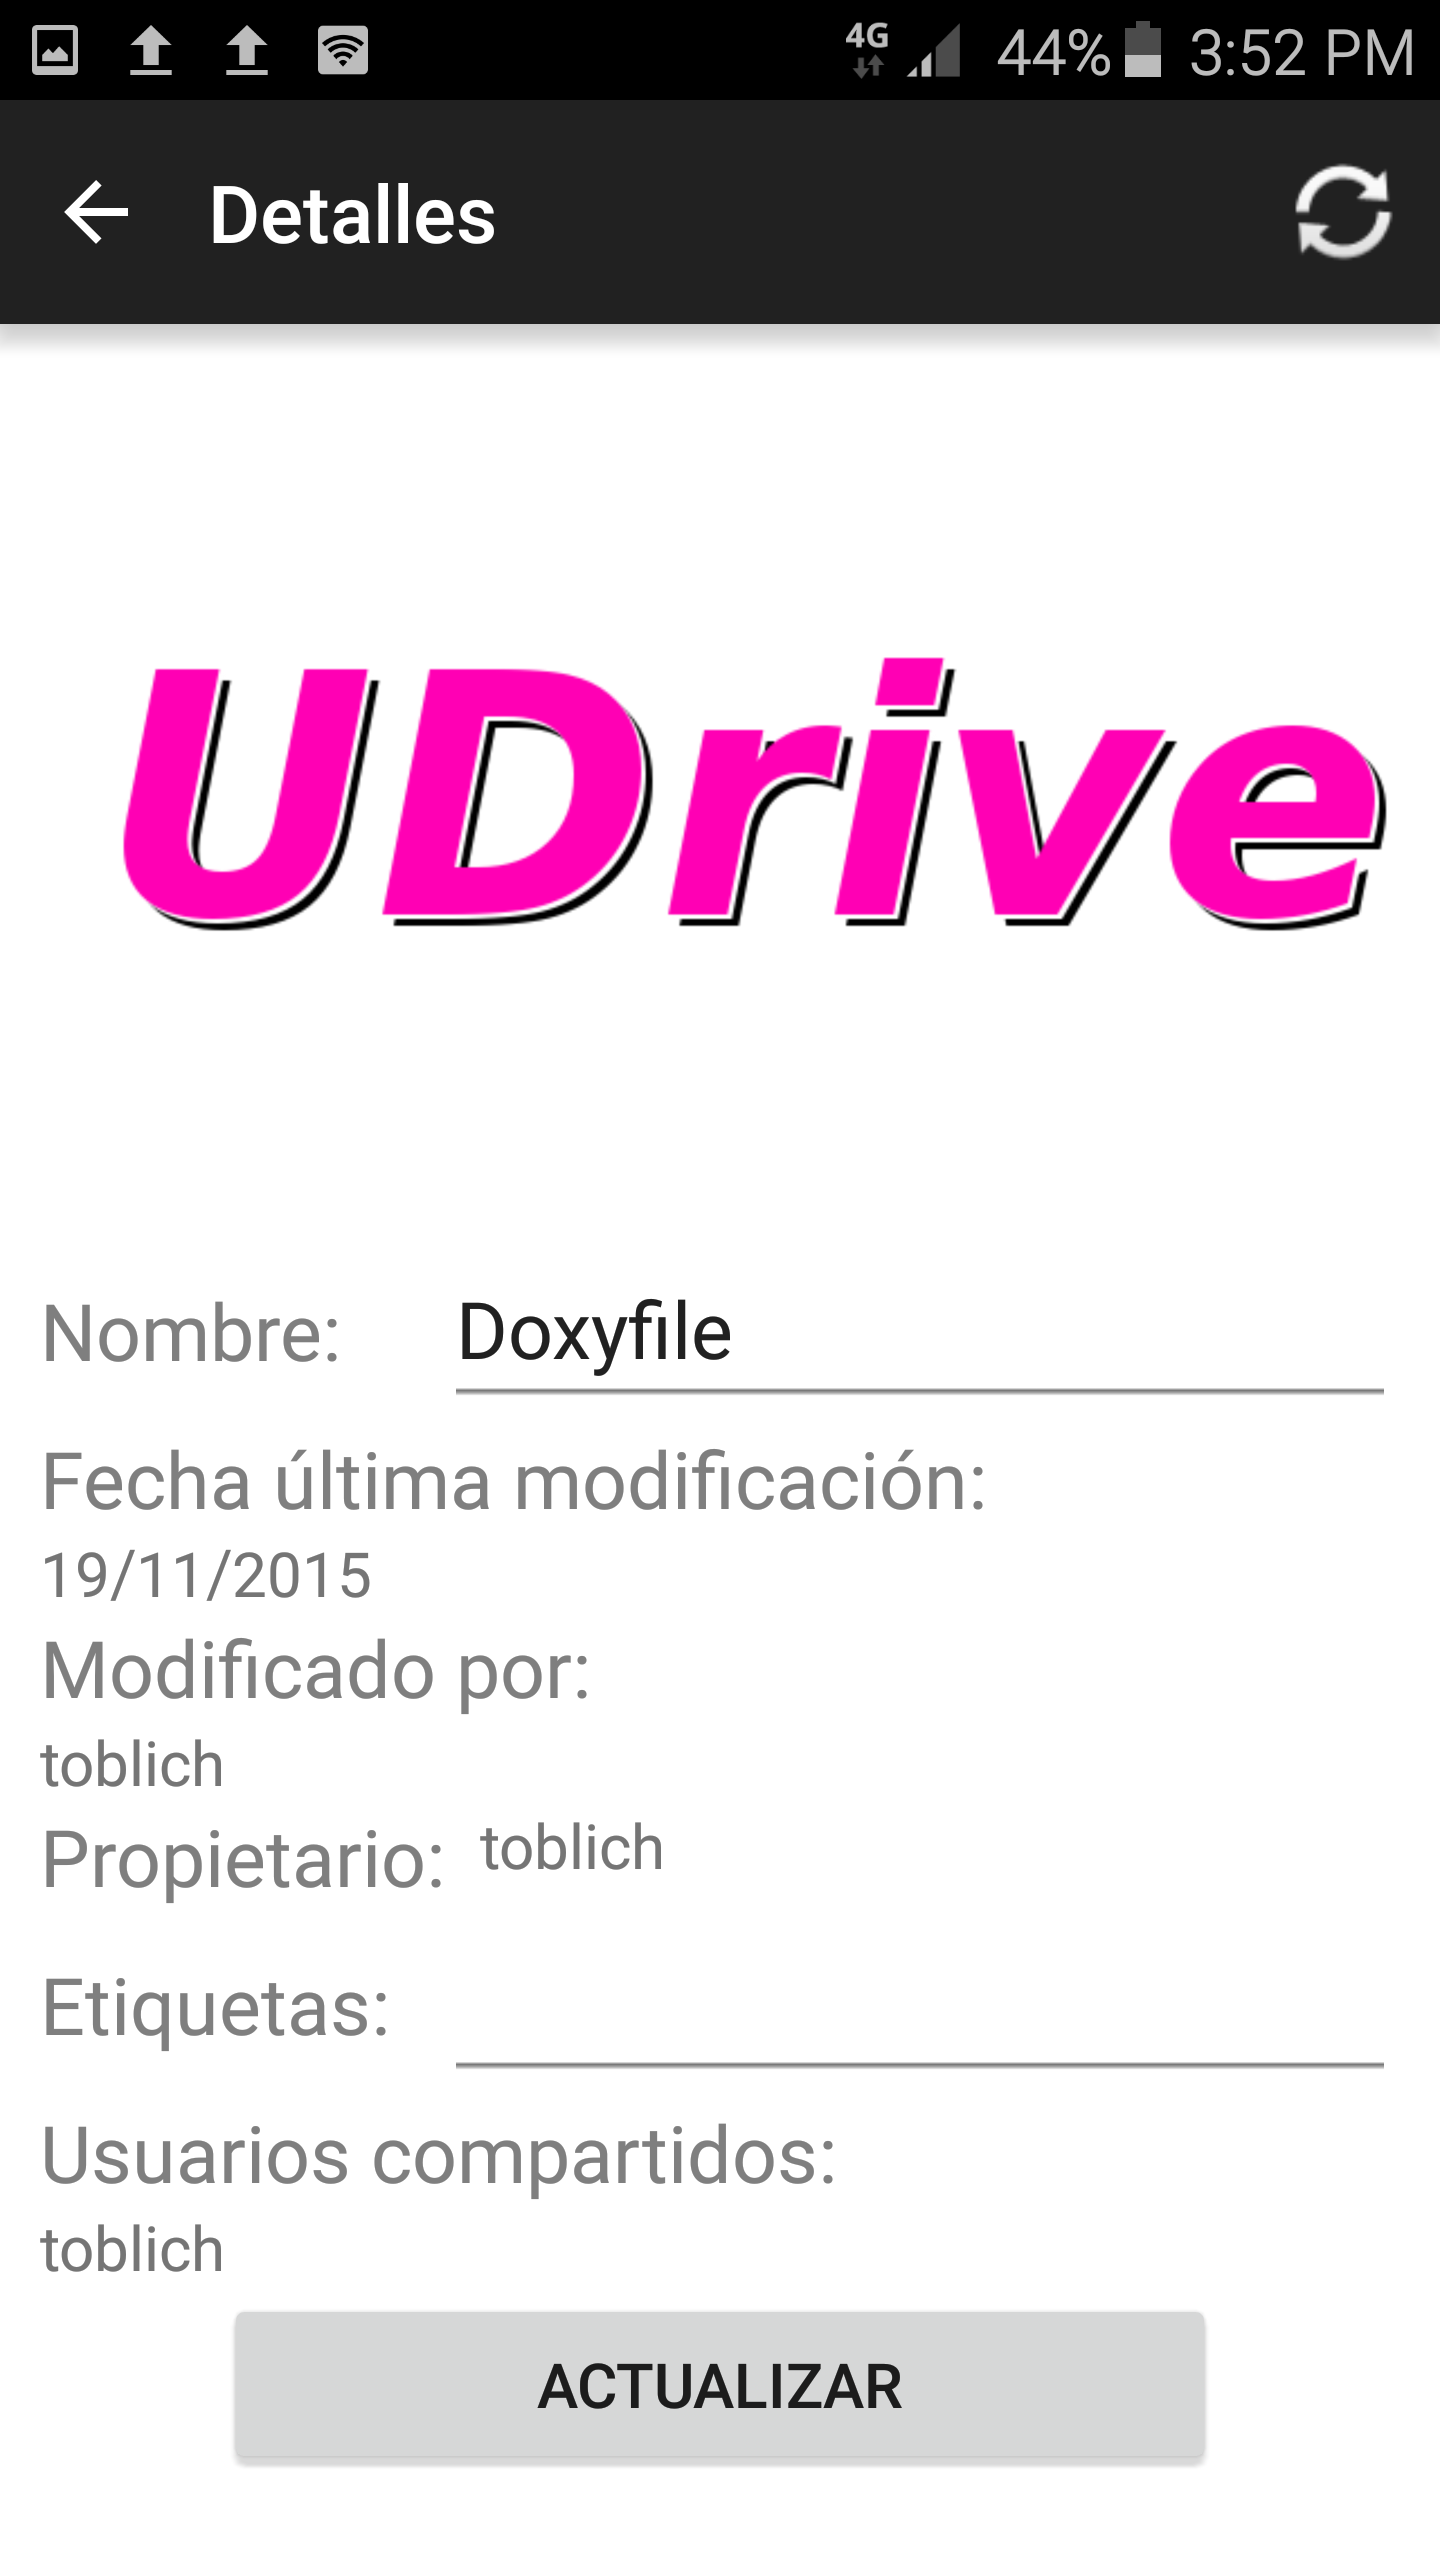 4G 44% 3:52 PM
Detalles
UDrive
Nombre: Doxyfile
Fecha última modificación:
19/11/2015
Modificado por:
toblich
Propietario: toblich
Etiquetas:
Usuarios compartidos:
toblich
ACTUALIZAR